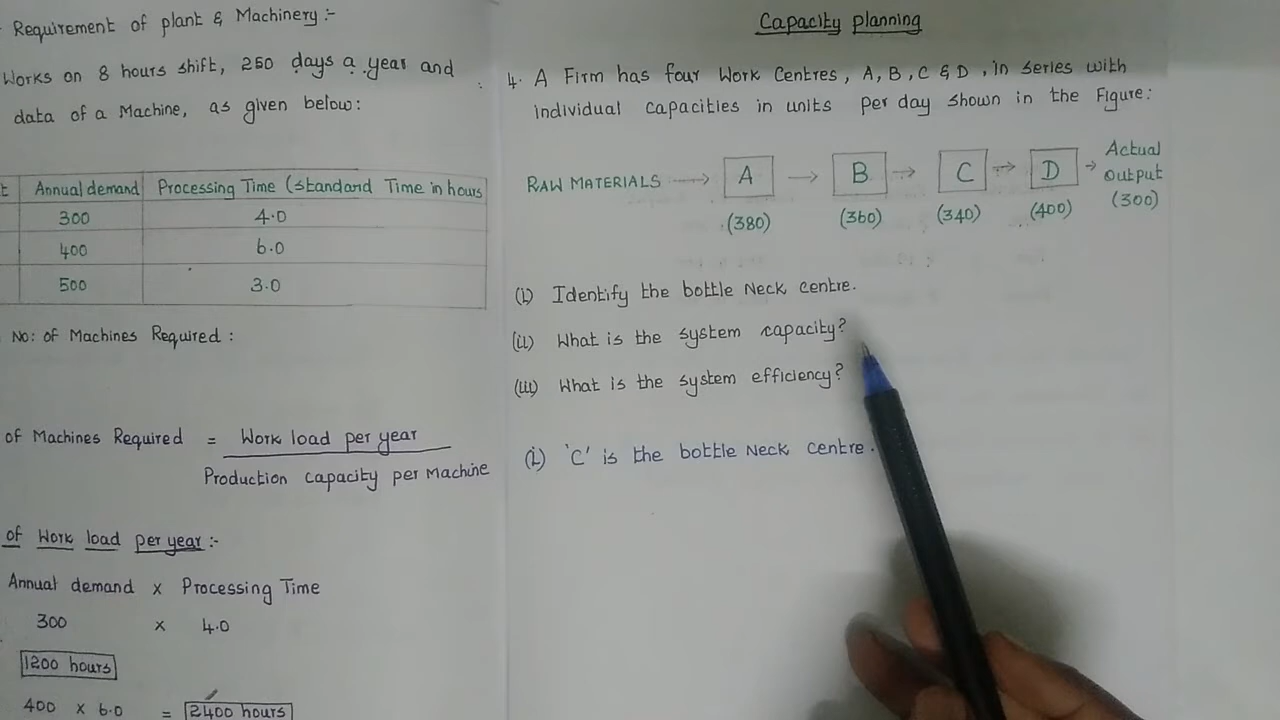 Requirement of plant & Machinery :-
Works on 8 hours shift, 250 days a year and
data of a Machine, as given below:
t Annual demand Processing Time (standard Time in hours
300 4.0
400 6.0
500 3.0
No: of Machines Required :
of Machines Required = Work load per year
Production capacity per Machine
of Work load per year :-
Annual demand x Processing Time
300 x 4.0
1200 hours
400 x 6.0 = 2400 hours
Capacity planning
4. A Firm has four Work Centres, A, B, C & D, in series with
individual capacities in units per day shown in the Figure:
RAW MATERIALS → A → B → C → D → Actual
output
(380) (360) (340) (400) (300)
(i) Identify the bottle Neck centre.
(ii) What is the system capacity?
(iii) What is the system efficiency?
(i) 'C' is the bottle Neck centre.